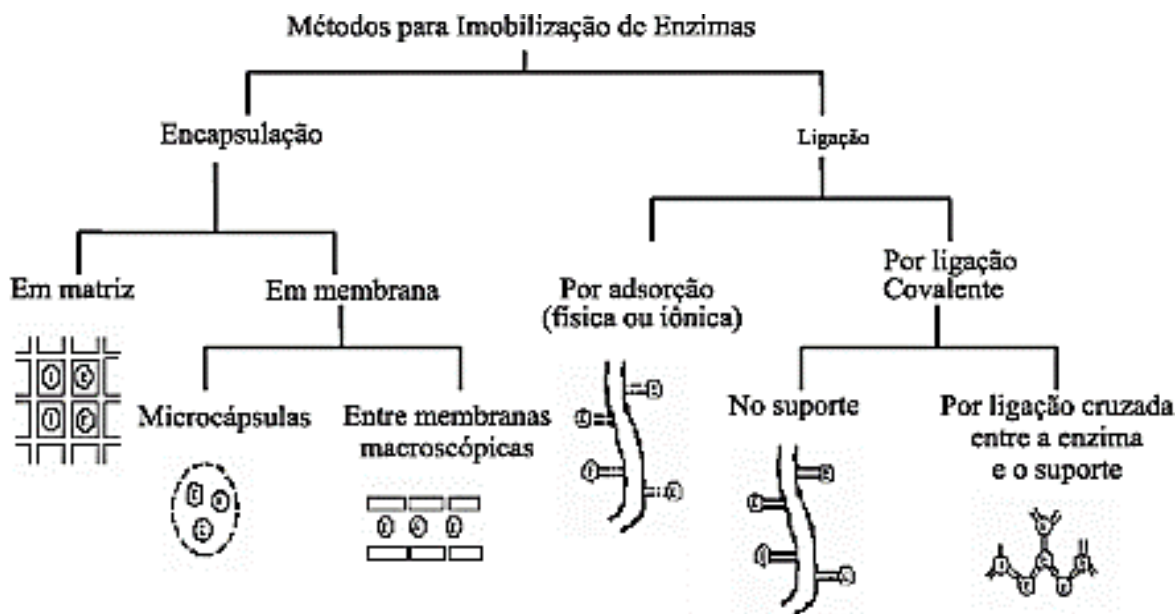 Métodos para Imobilização de Enzimas
Encapsulação
Ligação
Em matriz
Em membrana
Por adsorção
(física ou iônica)
Por ligação
Covalente
Microcápsulas
Entre membranas
macroscópicas
No suporte
Por ligação cruzada
entre a enzima
e o suporte